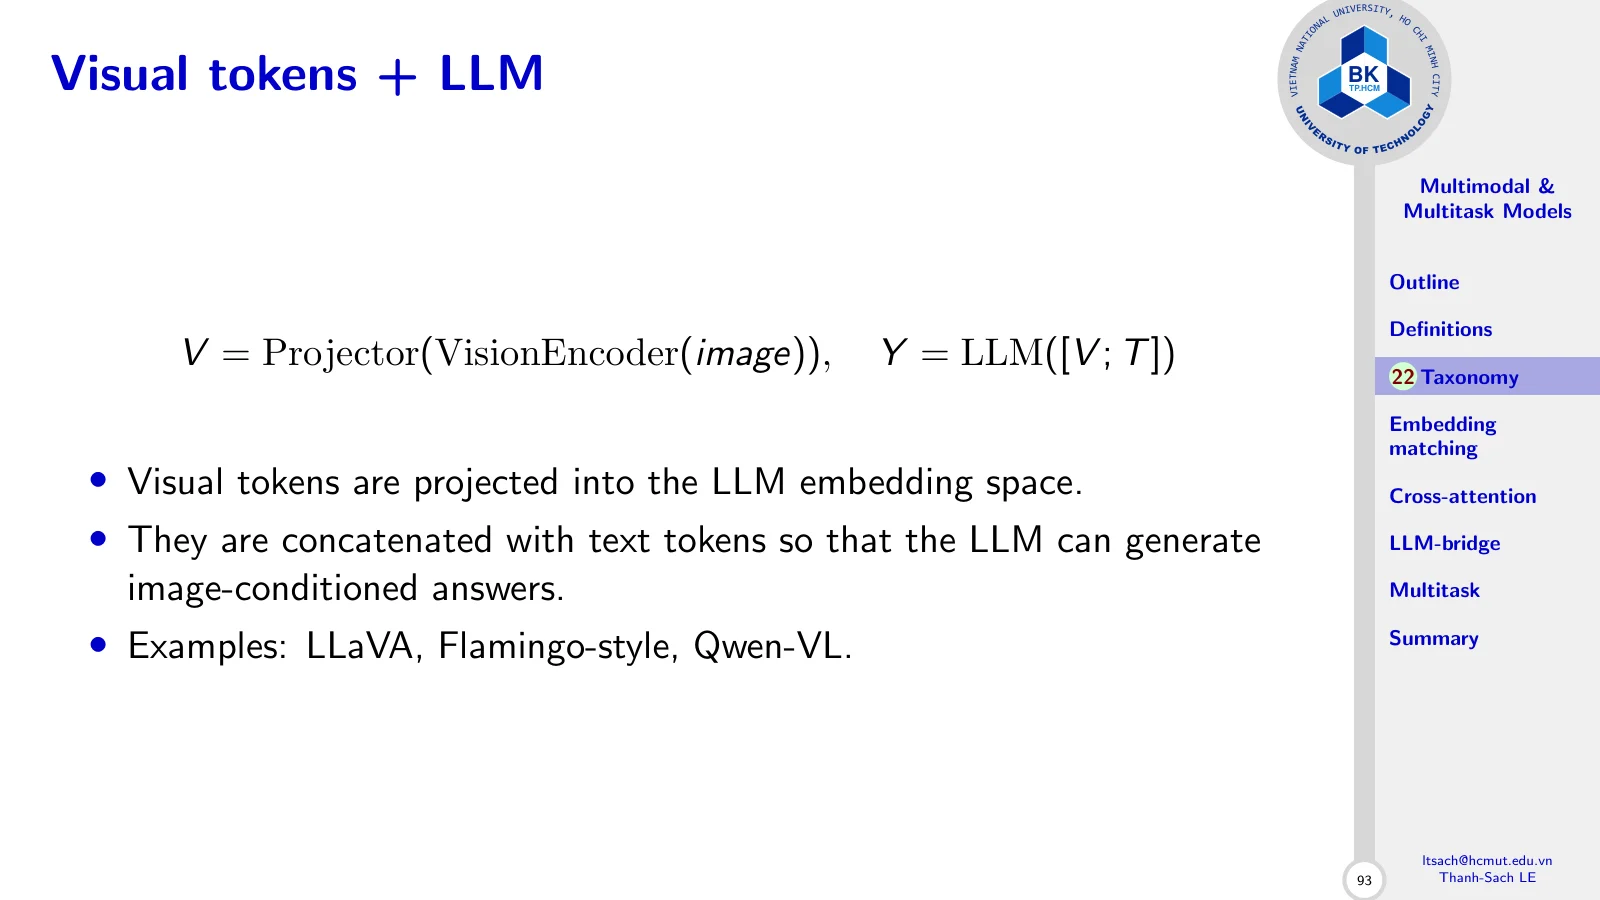 Visual tokens + LLM
V = Projector(VisionEncoder(image)), Y = LLM([V; T])
• Visual tokens are projected into the LLM embedding space.
• They are concatenated with text tokens so that the LLM can generate
image-conditioned answers.
• Examples: LLaVA, Flamingo-style, Qwen-VL.
VIETNAM NATIONAL UNIVERSITY, HO CHI MINH CITY
BK
TP.HCM
UNIVERSITY OF TECHNOLOGY
Multimodal &
Multitask Models
Outline
Definitions
22 Taxonomy
Embedding
matching
Cross-attention
LLM-bridge
Multitask
Summary
ltsach@hcmut.edu.vn
Thanh-Sach LE
93